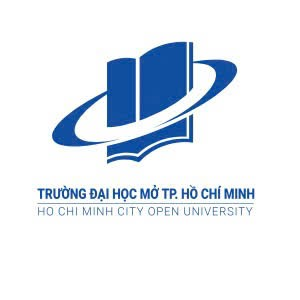 TRƯỜNG ĐẠI HỌC MỞ TP. HỒ CHÍ MINH
HO CHI MINH CITY OPEN UNIVERSITY